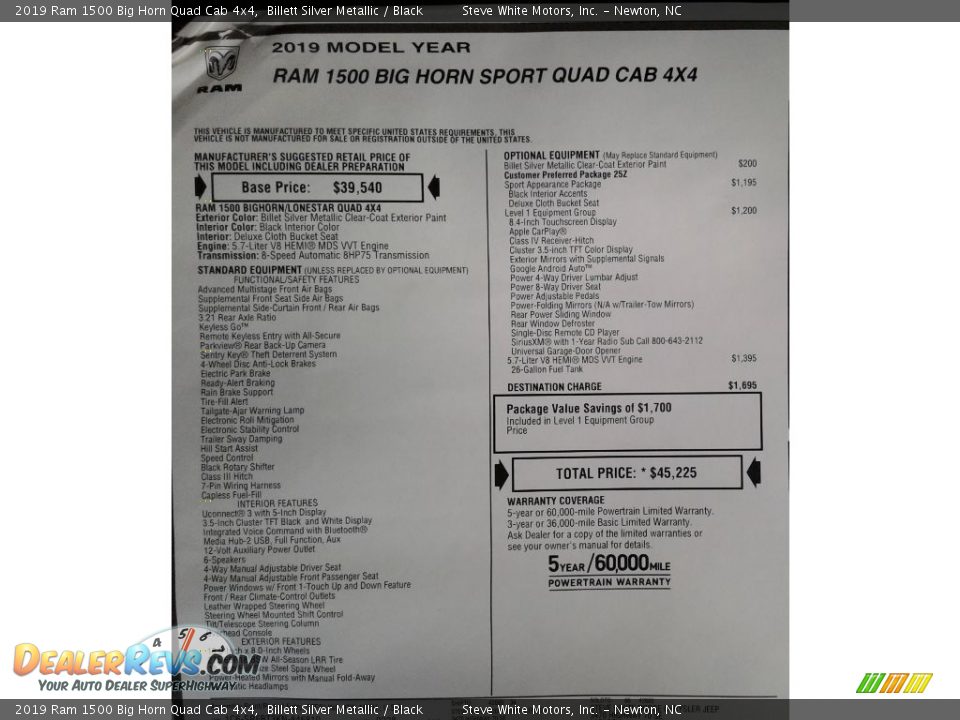 2019 Ram 1500 Big Horn Quad Cab 4x4,  Billett Silver Metallic / Black
Steve White Motors, Inc. - Newton, NC
RAM
2019 MODEL YEAR
RAM 1500 BIG HORN SPORT QUAD CAB 4X4
THIS VEHICLE IS MANUFACTURED TO MEET SPECIFIC UNITED STATES REQUIREMENTS. THIS
VEHICLE IS NOT MANUFACTURED FOR SALE OR REGISTRATION OUTSIDE OF THE UNITED STATES.
MANUFACTURER'S SUGGESTED RETAIL PRICE OF
THIS MODEL INCLUDING DEALER PREPARATION
Base Price: $39,540
RAM 1500 BIGHORN/LONESTAR QUAD 4X4
Exterior Color: Billet Silver Metallic Clear-Coat Exterior Paint
Interior Color: Black Interior Color
Interior: Deluxe Cloth Bucket Seat
Engine: 5.7-Liter V8 HEMI® MDS VVT Engine
Transmission: 8-Speed Automatic 8HP75 Transmission
STANDARD EQUIPMENT (UNLESS REPLACED BY OPTIONAL EQUIPMENT)
FUNCTIONAL/SAFETY FEATURES
Advanced Multistage Front Air Bags
Supplemental Front Seat Side Air Bags
Supplemental Side-Curtain Front / Rear Air Bags
3.21 Rear Axle Ratio
Keyless Go™
Remote Keyless Entry with All-Secure
Parkview® Rear Back-Up Camera
Sentry Key® Theft Deterrent System
4-Wheel Disc Anti-Lock Brakes
Electric Park Brake
Ready-Alert Braking
Rain Brake Support
Tire-Fill Alert
Tailgate-Ajar Warning Lamp
Electronic Roll Mitigation
Electronic Stability Control
Trailer Sway Damping
Hill Start Assist
Speed Control
Black Rotary Shifter
Class III Hitch
7-Pin Wiring Harness
Capless Fuel-Fill
INTERIOR FEATURES
Uconnect® 3 with 5-Inch Display
3.5-Inch Cluster TFT Black and White Display
Integrated Voice Command with Bluetooth®
Media Hub-2 USB, Full Function, Aux
12-Volt Auxiliary Power Outlet
6-Speakers
4-Way Manual Adjustable Driver Seat
4-Way Manual Adjustable Front Passenger Seat
Power Windows w/ Front 1-Touch Up and Down Feature
Front / Rear Climate-Control Outlets
Leather Wrapped Steering Wheel
Steering Wheel Mounted Shift Control
Tilt/Telescope Steering Column
head Console
EXTERIOR FEATURES
x 8.0-Inch Wheels
All-Season LRR Tire
Steel Spare Wheel
Power-Heated Mirrors with Manual Fold-Away
Headlamps
OPTIONAL EQUIPMENT (May Replace Standard Equipment)
Billet Silver Metallic Clear-Coat Exterior Paint $200
Customer Preferred Package 25Z
Sport Appearance Package $1,195
Black Interior Accents
Deluxe Cloth Bucket Seat
Level 1 Equipment Group $1,200
8.4-Inch Touchscreen Display
Apple CarPlay®
Class IV Receiver-Hitch
Cluster 3.5-inch TFT Color Display
Exterior Mirrors with Supplemental Signals
Google Android Auto™
Power 4-Way Driver Lumbar Adjust
Power 8-Way Driver Seat
Power Adjustable Pedals
Power-Folding Mirrors (N/A w/Trailer-Tow Mirrors)
Rear Power Sliding Window
Rear Window Defroster
Single-Disc Remote CD Player
SiriusXM® with 1-Year Radio Sub Call 800-643-2112
Universal Garage-Door Opener
5.7-Liter V8 HEMI® MDS VVT Engine $1,395
26-Gallon Fuel Tank
DESTINATION CHARGE $1,695
Package Value Savings of $1,700
Included in Level 1 Equipment Group
Price
TOTAL PRICE: * $45,225
WARRANTY COVERAGE
5-year or 60,000-mile Powertrain Limited Warranty.
3-year or 36,000-mile Basic Limited Warranty.
Ask Dealer for a copy of the limited warranties or
see your owner's manual for details.
5 YEAR / 60,000 MILE
POWERTRAIN WARRANTY
DEALERREVS.COM
YOUR AUTO DEALER SUPERHIGHWAY
2019 Ram 1500 Big Horn Quad Cab 4x4,  Billett Silver Metallic / Black
Steve White Motors, Inc. - Newton, NC